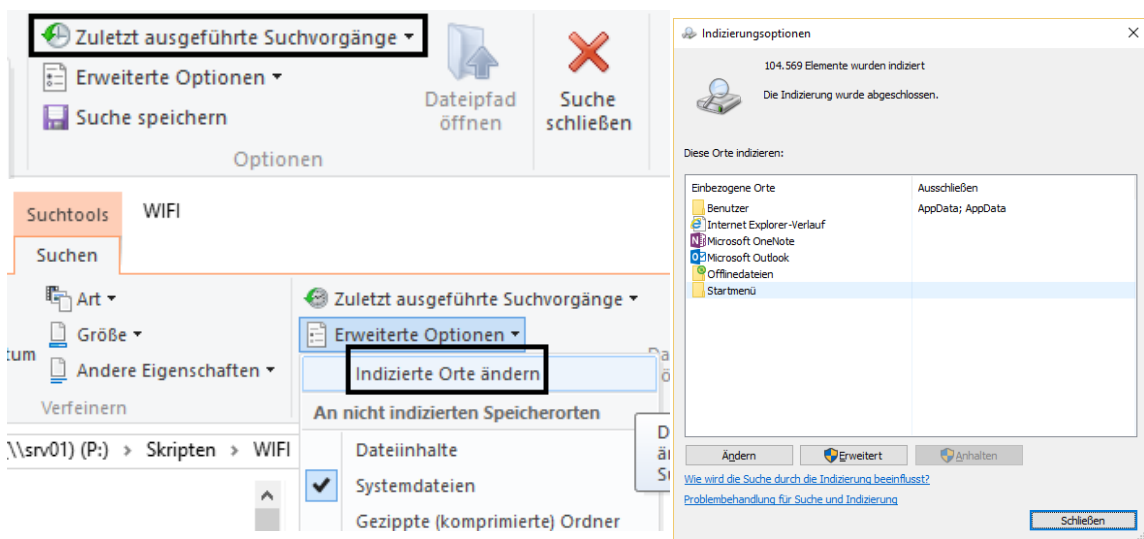 Zuletzt ausgeführte Suchvorgänge
Erweiterte Optionen
Suche speichern
Dateipfad
öffnen
Suche
schließen
Optionen
Suchtools
WIFI
Suchen
Art
Größe
tum
Andere Eigenschaften
Verfeinern
Zuletzt ausgeführte Suchvorgänge
Erweiterte Optionen
Indizierte Orte ändern
An nicht indizierten Speicherorten
Dateiinhalte
Systemdateien
Gezippte (komprimierte) Ordner
(\\srv01) (P:) > Skripten > WIFI
Indizierungsoptionen
104.569 Elemente wurden indiziert
Die Indizierung wurde abgeschlossen.
Diese Orte indizieren:
Einbezogene Orte Ausschließen
Benutzer AppData; AppData
Internet Explorer-Verlauf
Microsoft OneNote
Microsoft Outlook
Offlinedateien
Startmenü
Ändern Erweitert Anhalten
Wie wird die Suche durch die Indizierung beeinflusst?
Problembehandlung für Suche und Indizierung
Schließen